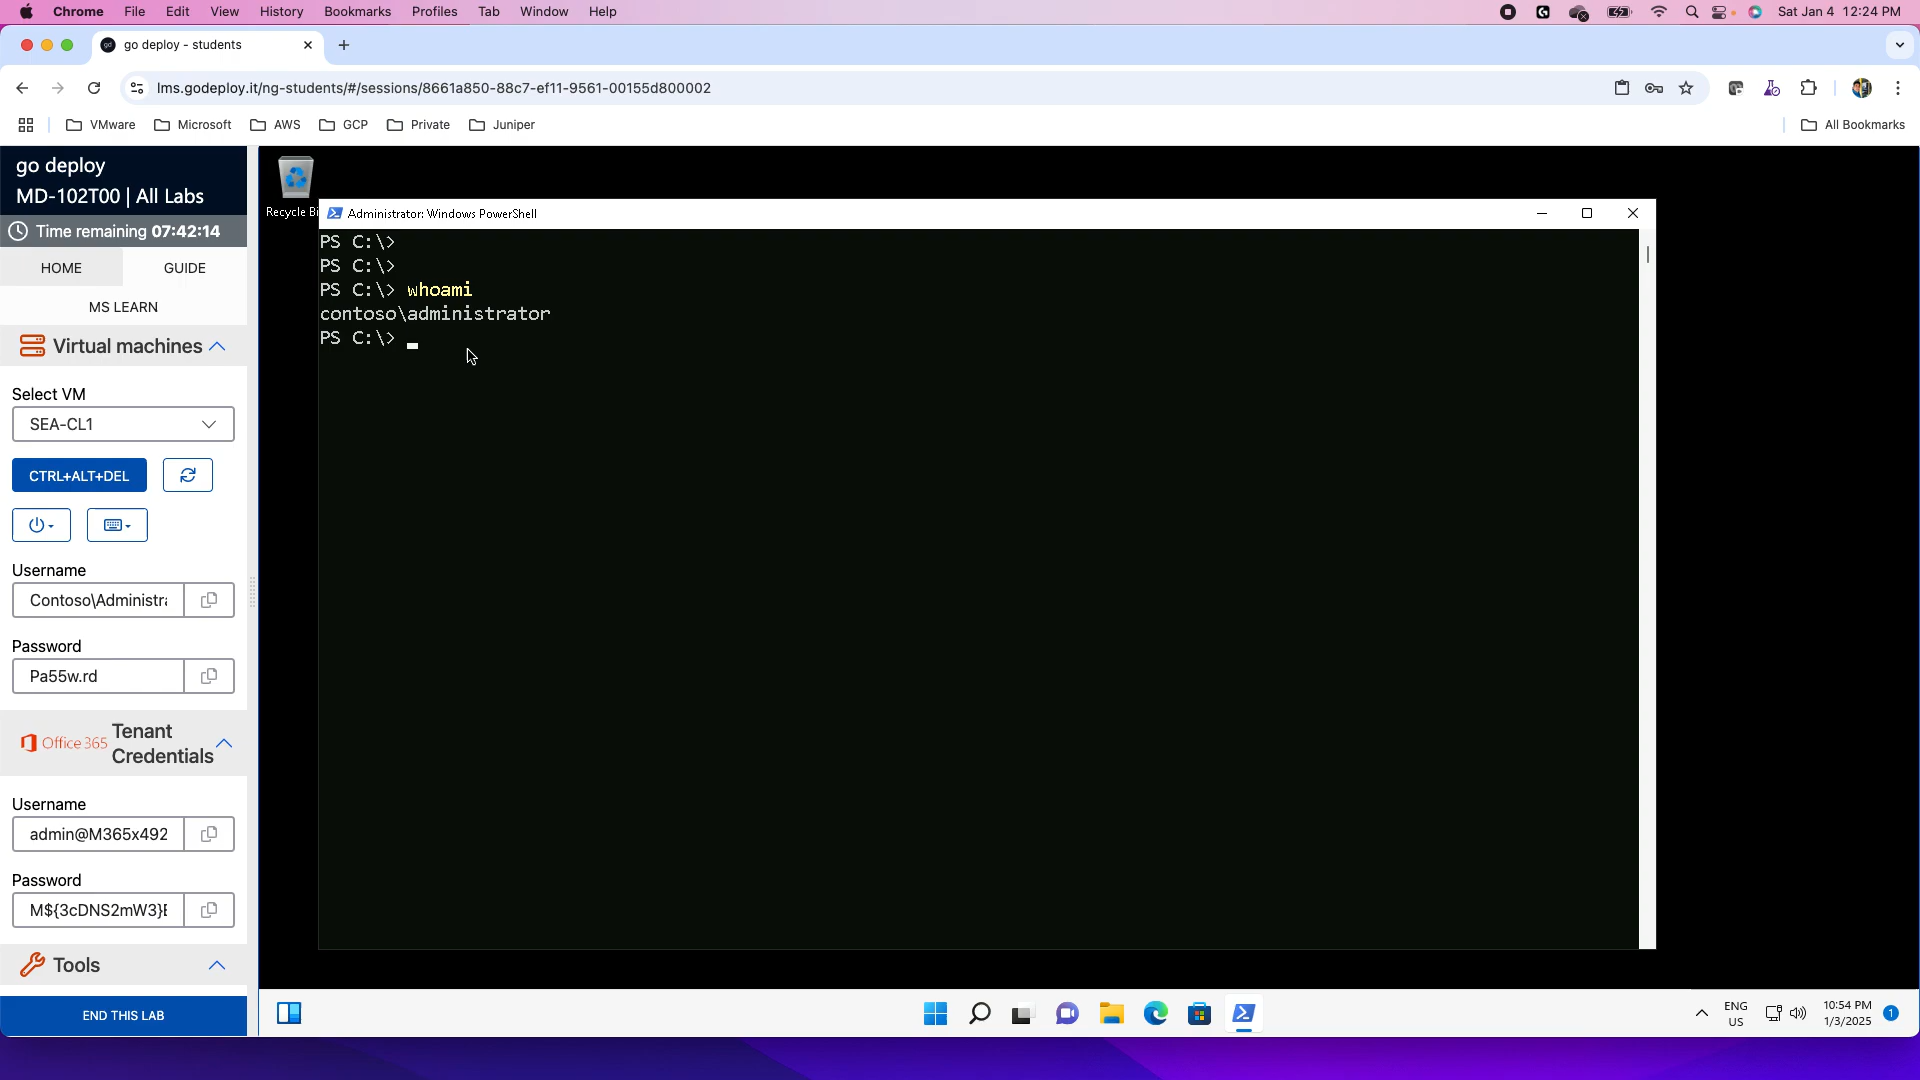 Chrome File Edit View History Bookmarks Profiles Tab Window Help
Sat Jan 4 12:24 PM
go deploy - students
lms.godeploy.it/ng-students/#/sessions/8661a850-88c7-ef11-9561-00155d800002
VMware Microsoft AWS GCP Private Juniper
All Bookmarks
go deploy
MD-102T00 | All Labs
Time remaining 07:42:14
HOME GUIDE
MS LEARN
Virtual machines
Select VM
SEA-CL1
CTRL+ALT+DEL
Username
Contoso\Administra
Password
Pa55w.rd
Office 365
Tenant
Credentials
Username
admin@M365x492
Password
M${3cDNS2mW3}
Tools
END THIS LAB
Recycle Bi
Administrator: Windows PowerShell
PS C:\>
PS C:\>
PS C:\> whoami
contoso\administrator
PS C:\>
ENG
US
10:54 PM
1/3/2025
1